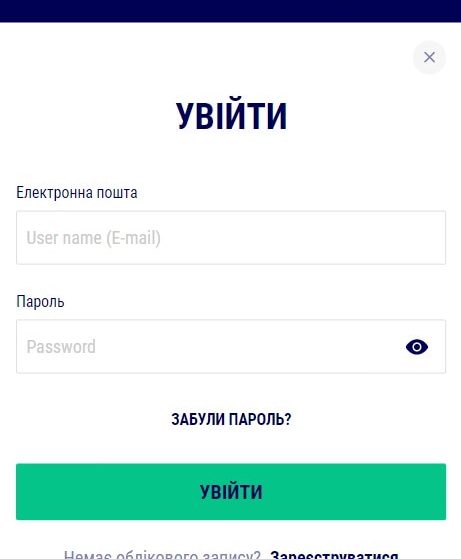 УВІЙТИ
Електронна пошта
User name (E-mail)
Пароль
Password
ЗАБУЛИ ПАРОЛЬ?
УВІЙТИ
Немає облікового запису? Зареєструватися